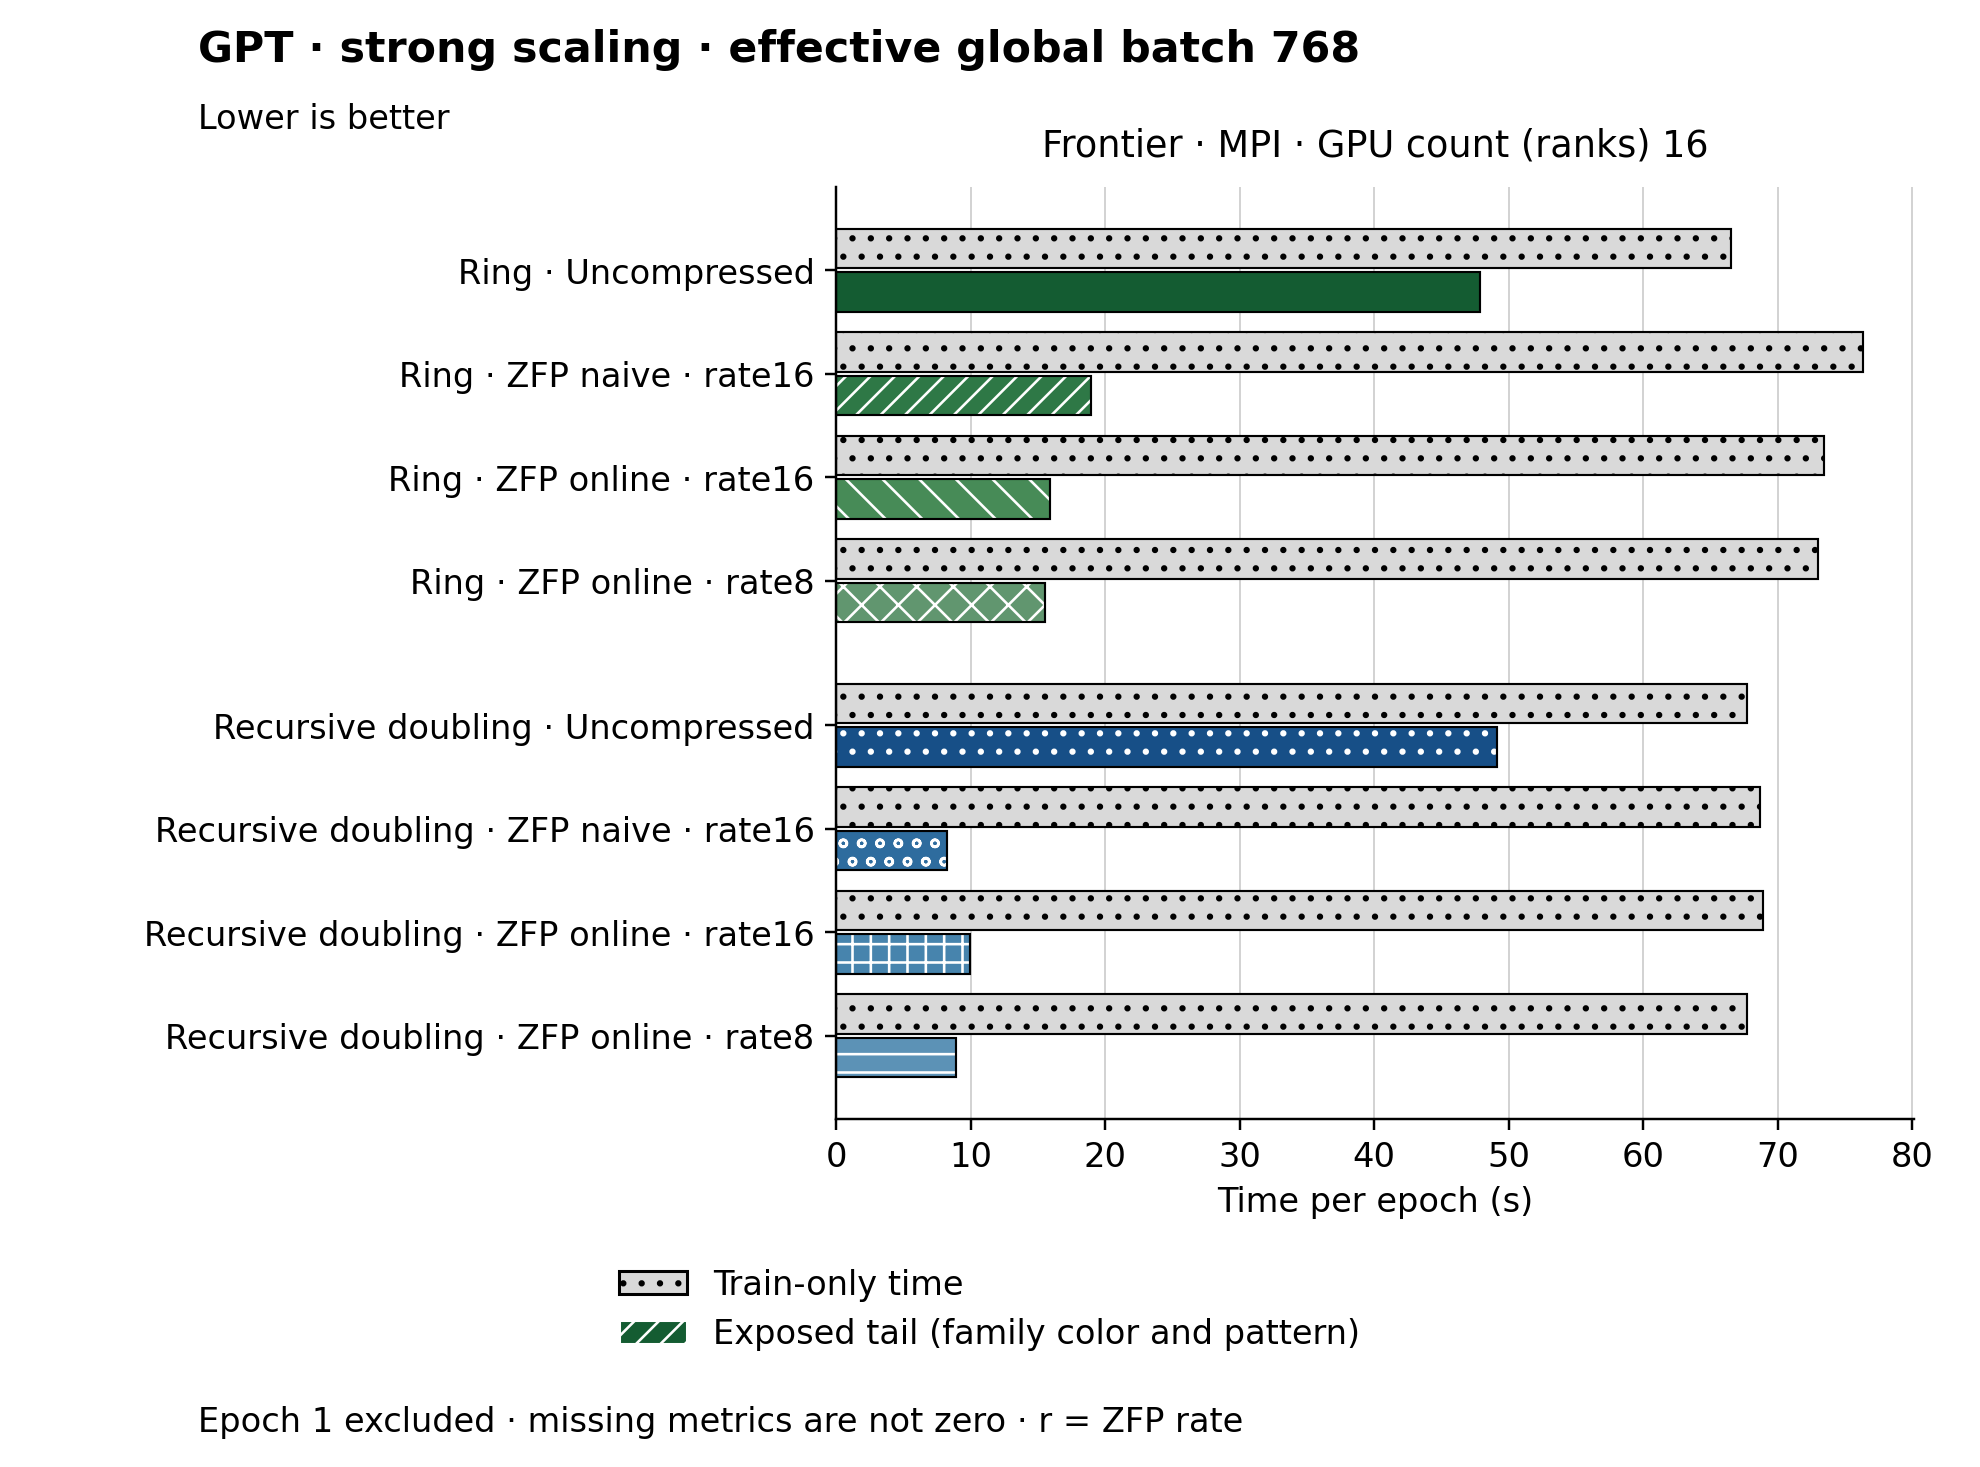 GPT · strong scaling · effective global batch 768
Lower is better
Frontier · MPI · GPU count (ranks) 16
Ring · Uncompressed
Ring · ZFP naive · rate16
Ring · ZFP online · rate16
Ring · ZFP online · rate8
Recursive doubling · Uncompressed
Recursive doubling · ZFP naive · rate16
Recursive doubling · ZFP online · rate16
Recursive doubling · ZFP online · rate8
0 10 20 30 40 50 60 70 80
Time per epoch (s)
Train-only time
Exposed tail (family color and pattern)
Epoch 1 excluded · missing metrics are not zero · r = ZFP rate